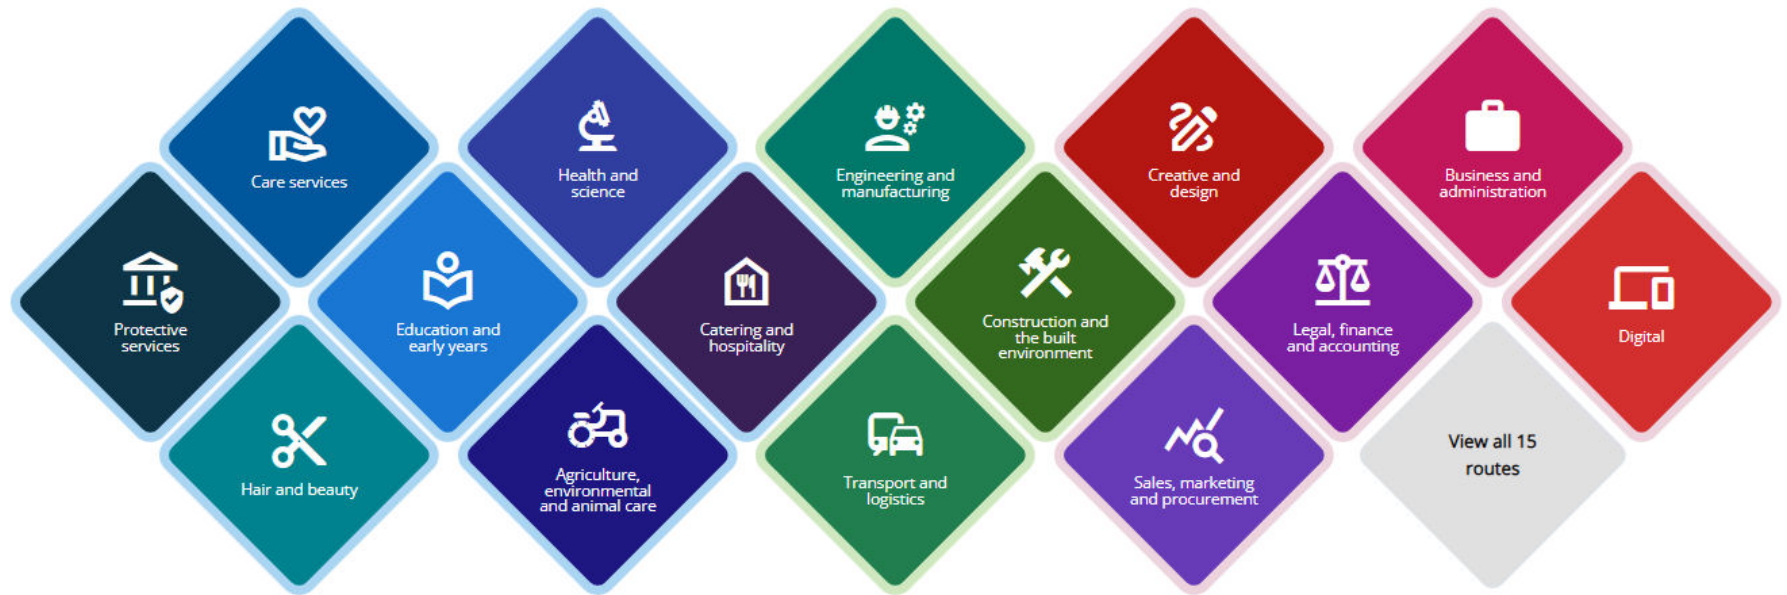 Care services
Health and
science
Engineering and
manufacturing
Creative and
design
Business and
administration
Protective
services
Education and
early years
Catering and
hospitality
Construction and
the built
environment
Legal, finance
and accounting
Digital
Hair and beauty
Agriculture,
environmental
and animal care
Transport and
logistics
Sales, marketing
and procurement
View all 15
routes